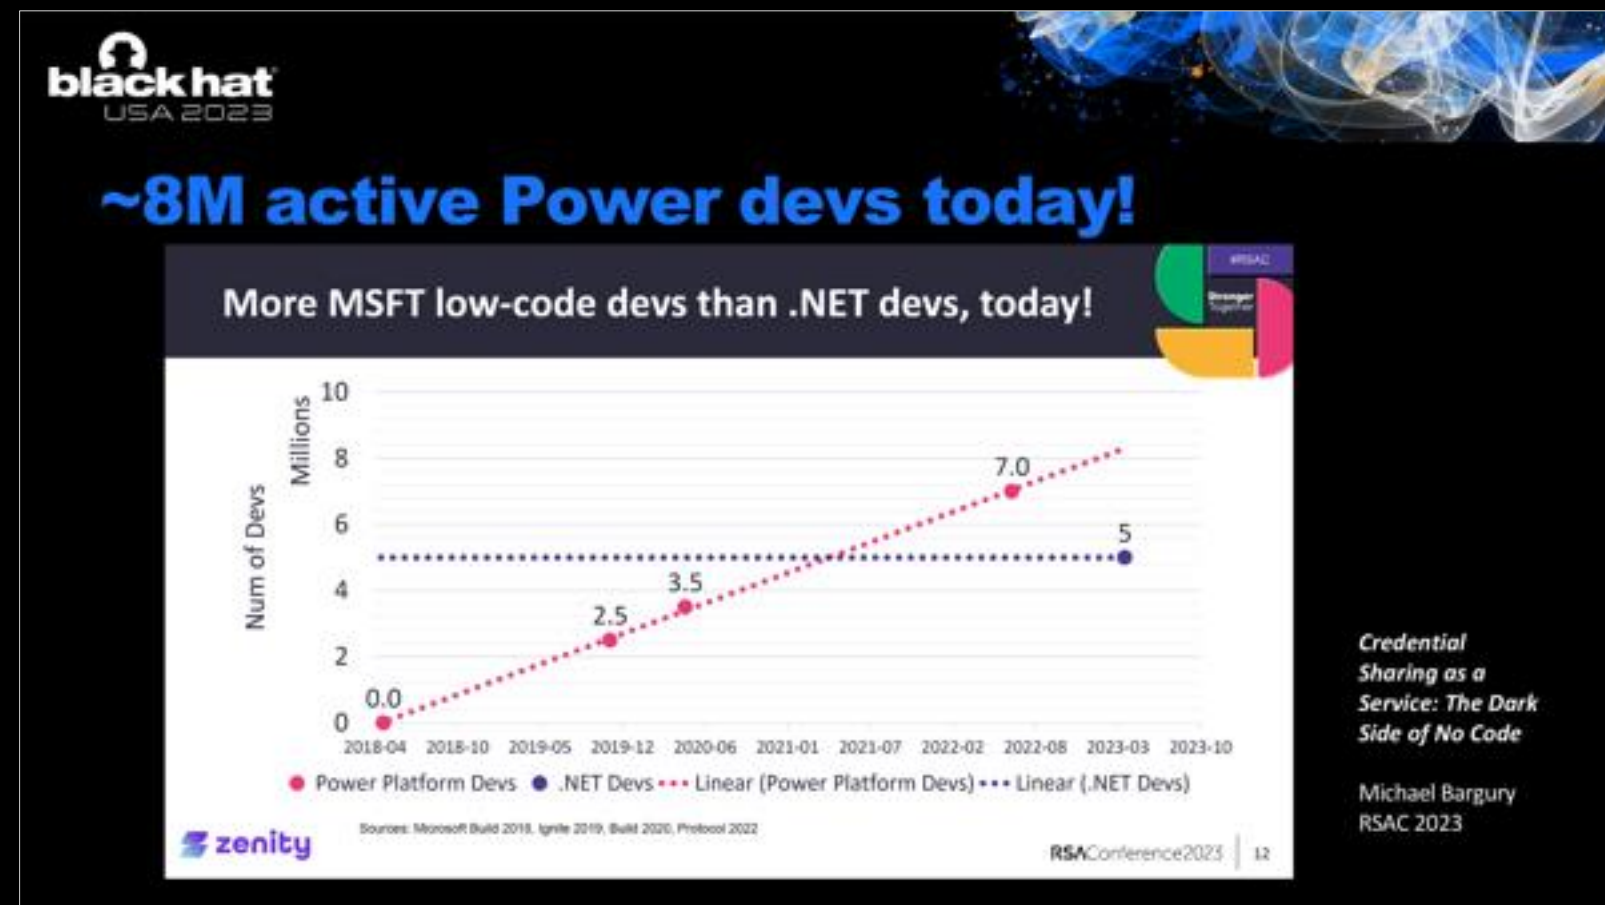 black hat
USA 2023
~8M active Power devs today!
#RSAC
Stronger
Together
More MSFT low-code devs than .NET devs, today!
Num of Devs
Millions
10
8
6
4
2
0
0.0
2.5
3.5
7.0
5
2018-04 2018-10 2019-05 2019-12 2020-06 2021-01 2021-07 2022-02 2022-08 2023-03 2023-10
Power Platform Devs .NET Devs Linear (Power Platform Devs) Linear (.NET Devs)
Sources: Microsoft Build 2018, Ignite 2019, Build 2020, Protocol 2022
zenity
RSAConference2023 12
Credential
Sharing as a
Service: The Dark
Side of No Code
Michael Bargury
RSAC 2023